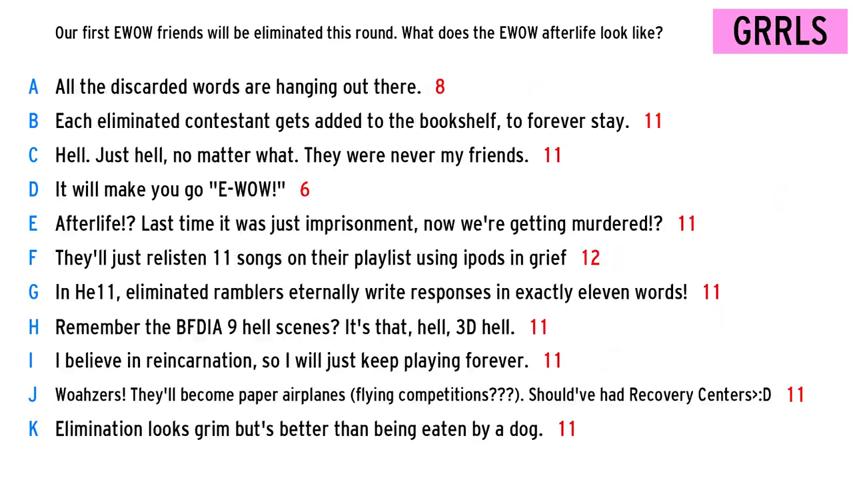 Our first EWOW friends will be eliminated this round. What does the EWOW afterlife look like?
GRRLS
A All the discarded words are hanging out there. 8
B Each eliminated contestant gets added to the bookshelf, to forever stay. 11
C Hell. Just hell, no matter what. They were never my friends. 11
D It will make you go "E-WOW!" 6
E Afterlife!? Last time it was just imprisonment, now we're getting murdered!? 11
F They'll just relisten 11 songs on their playlist using ipods in grief 12
G In He11, eliminated ramblers eternally write responses in exactly eleven words! 11
H Remember the BFDIA 9 hell scenes? It's that, hell, 3D hell. 11
I I believe in reincarnation, so I will just keep playing forever. 11
J Woahzers! They'll become paper airplanes (flying competitions???). Should've had Recovery Centers>:D 11
K Elimination looks grim but's better than being eaten by a dog. 11